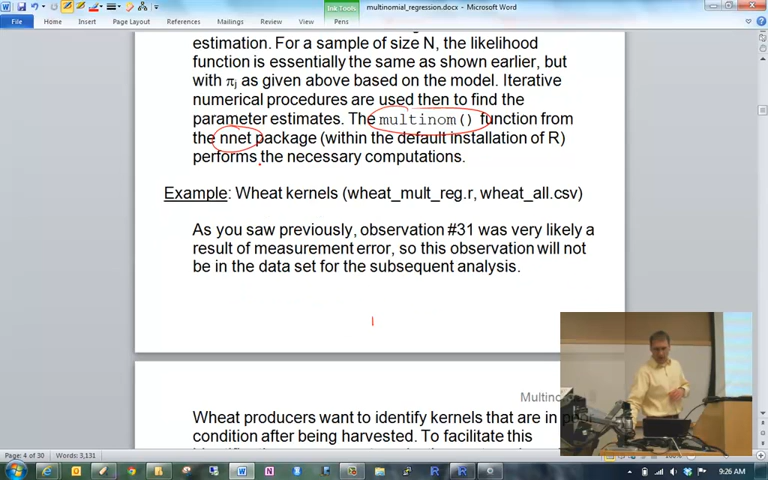 Ink Tools
multinomial_regression.docx - Microsoft Word
File
Home
Insert
Page Layout
References
Mailings
Review
View
Pens
estimation. For a sample of size N, the likelihood
function is essentially the same as shown earlier, but
with πj as given above based on the model. Iterative
numerical procedures are used then to find the
parameter estimates. The multinom() function from
the nnet package (within the default installation of R)
performs the necessary computations.
Example: Wheat kernels (wheat_mult_reg.r, wheat_all.csv)
As you saw previously, observation #31 was very likely a
result of measurement error, so this observation will not
be in the data set for the subsequent analysis.
Multinc
Wheat producers want to identify kernels that are in
condition after being harvested. To facilitate this
Page: 4 of 30
Words: 3,131
9:26 AM